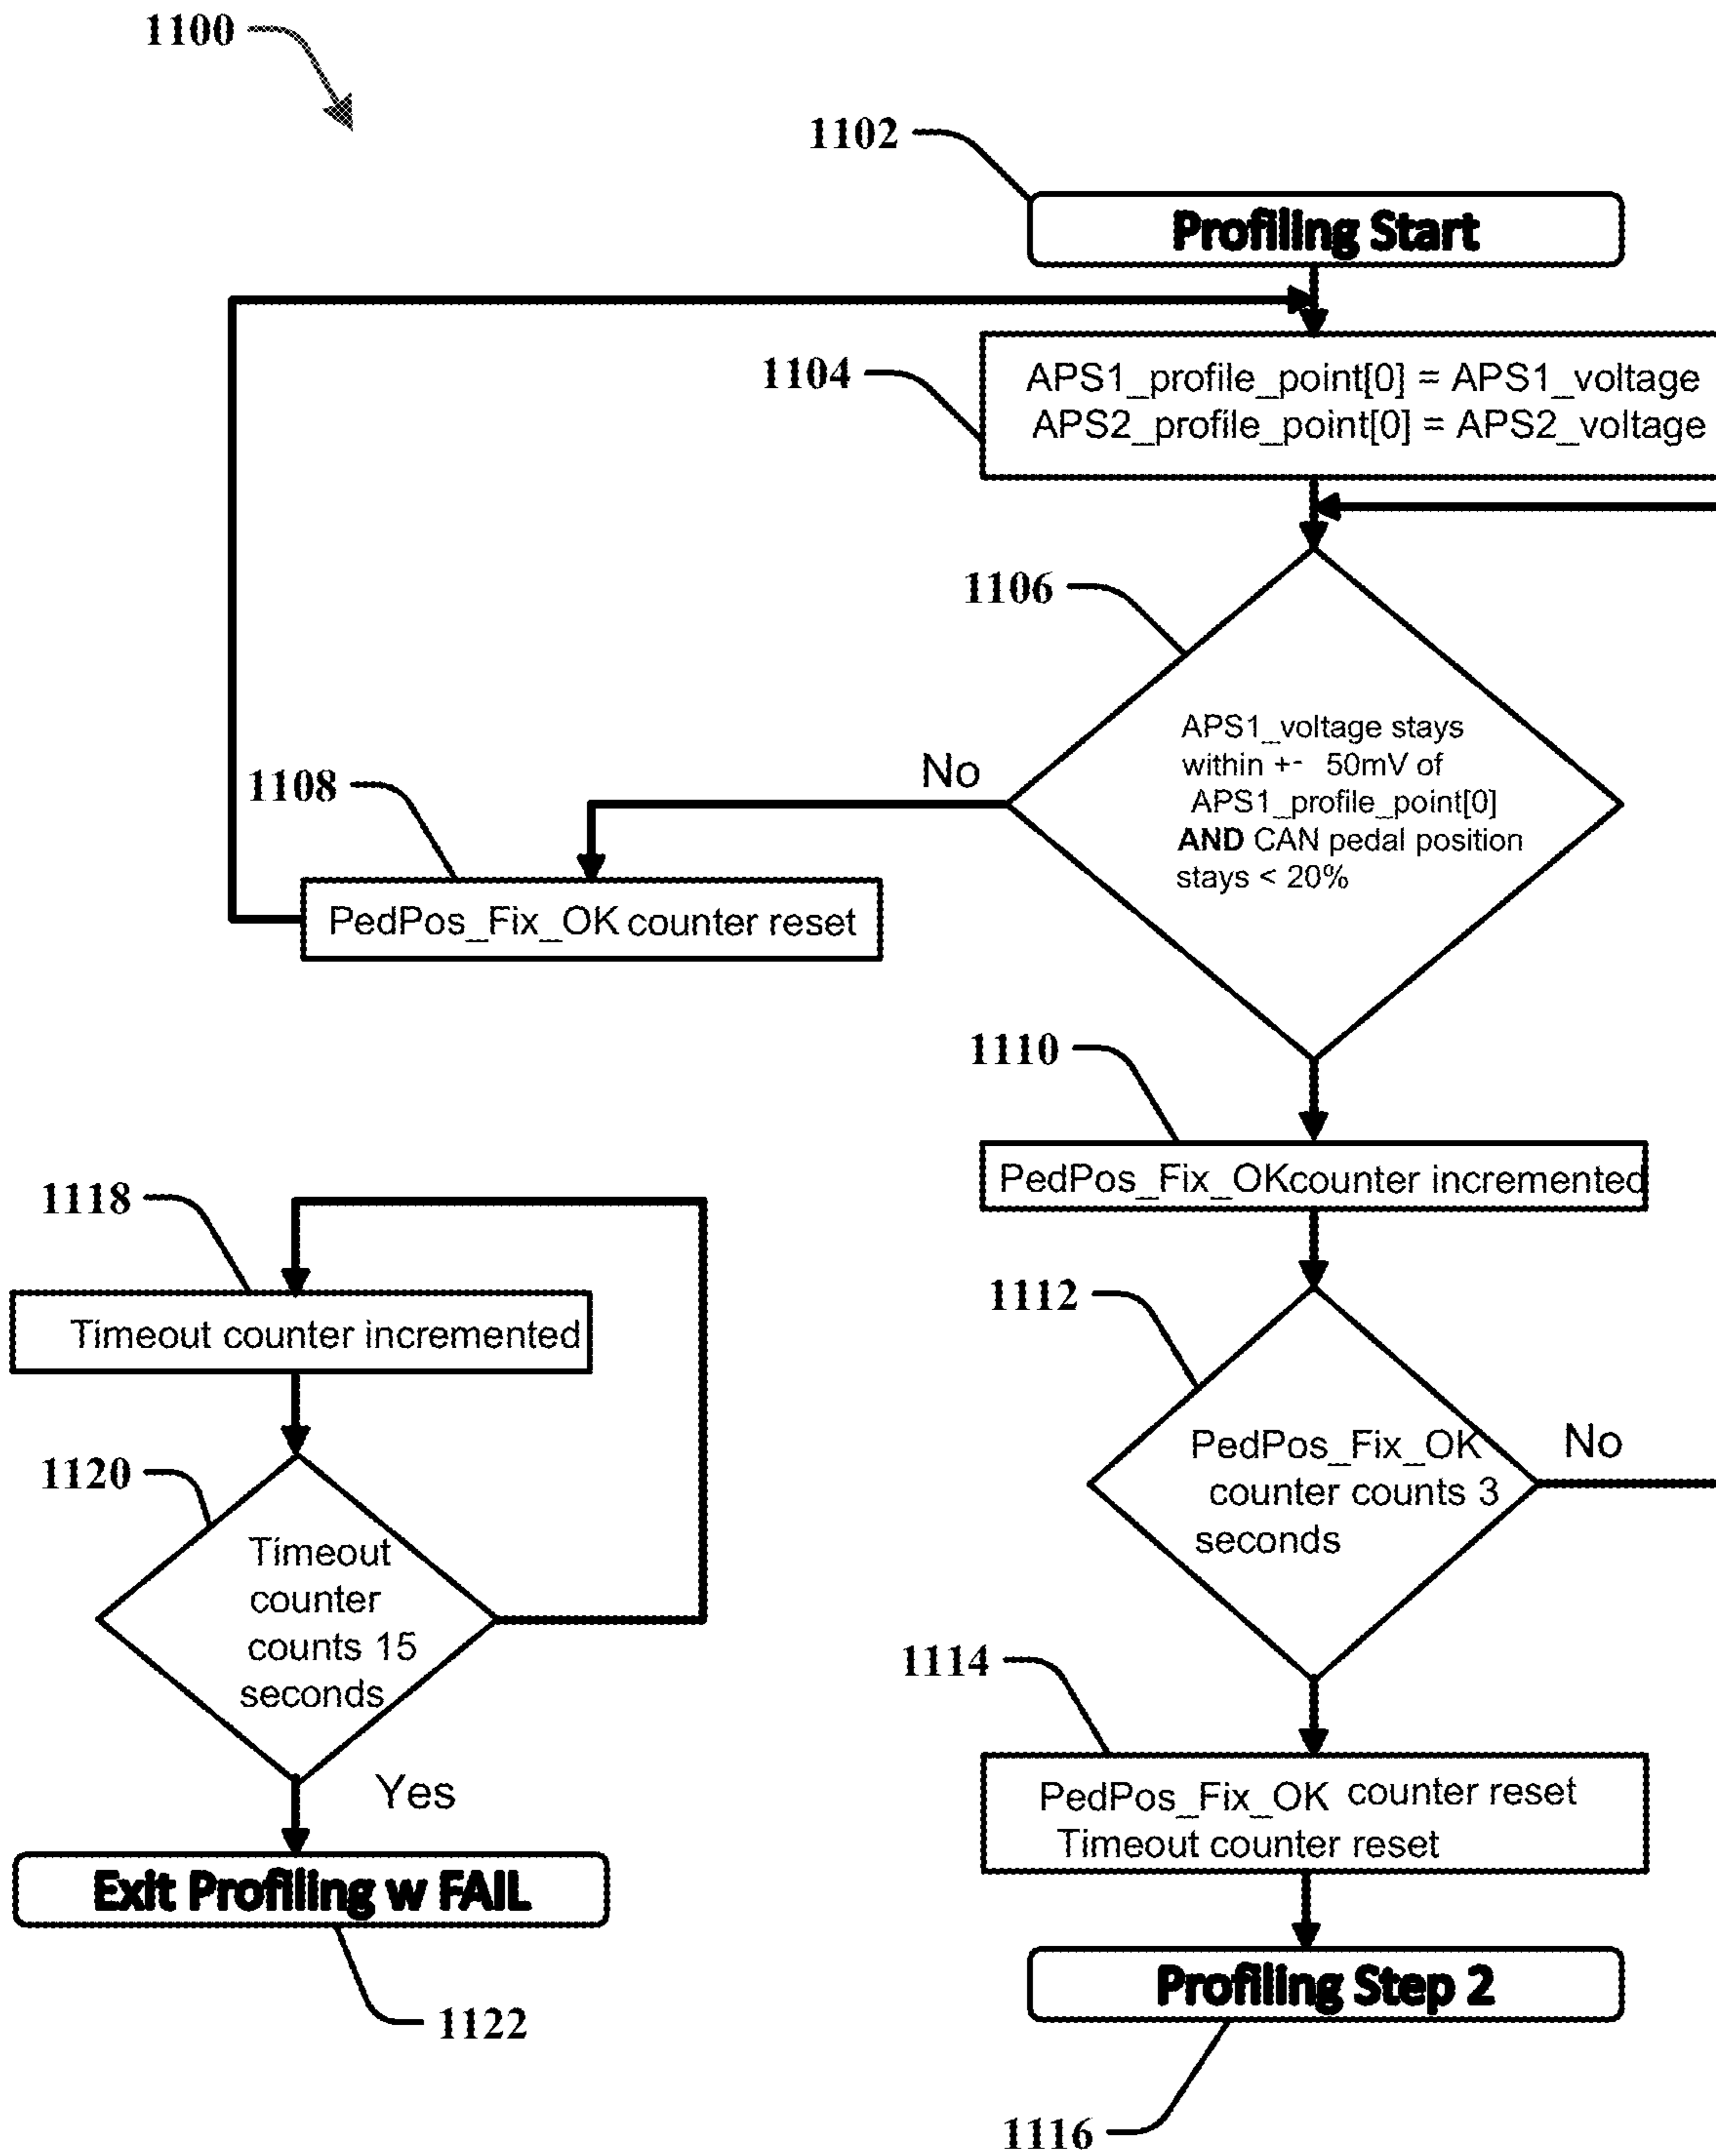 1100
1102
Profiling Start
1104
APS1_profile_point[0] = APS1_voltage
APS2_profile_point[0] = APS2_voltage
1106
APS1_voltage stays
within +- 50mV of
APS1_profile_point[0]
AND CAN pedal position
stays < 20%
No
1108
PedPos_Fix_OK counter reset
1110
PedPos_Fix_OKcounter incremented
1118
Timeout counter incremented
1112
PedPos_Fix_OK
counter counts 3
seconds
No
1120
Timeout
counter
counts 15
seconds
Yes
1114
PedPos_Fix_OK counter reset
Timeout counter reset
Exit Profiling w FAIL
1122
Profiling Step 2
1116